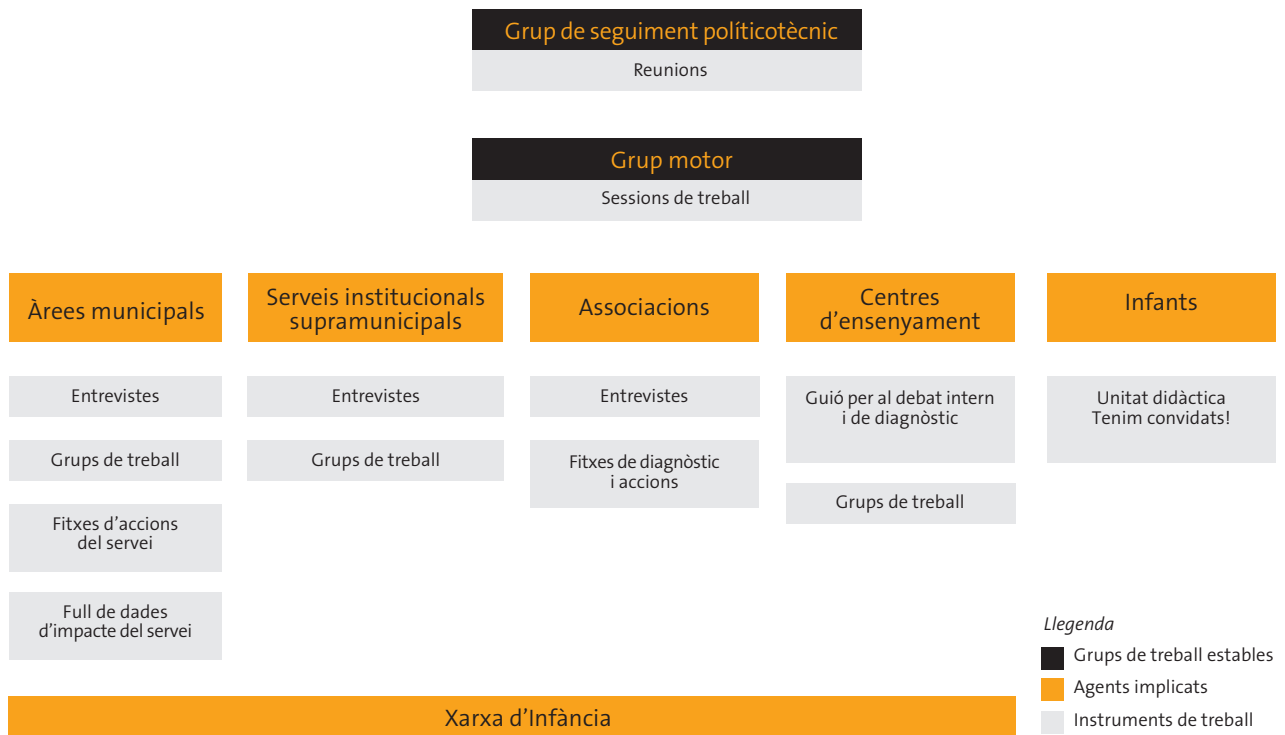 Grup de seguiment políticotècnic
Reunions
Grup motor
Sessions de treball
Àrees municipals
Entrevistes
Grups de treball
Fitxes d’accions
del servei
Full de dades
d’impacte del servei
Serveis institucionals
supramunicipals
Entrevistes
Grups de treball
Associacions
Entrevistes
Fitxes de diagnòstic
i accions
Centres
d’ensenyament
Guió per al debat intern
i de diagnòstic
Grups de treball
Infants
Unitat didàctica
Tenim convidats!
Xarxa d’Infància
Llegenda
Grups de treball estables
Agents implicats
Instruments de treball